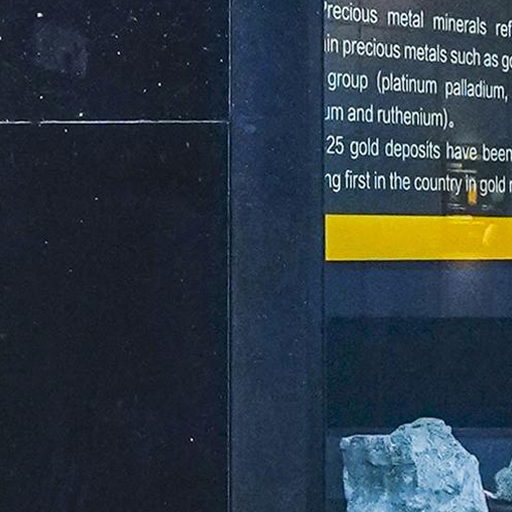 Precious metal minerals ref
in precious metals such as go
group (platinum palladium,
um and ruthenium)。
25 gold deposits have been
ng first in the country in gold